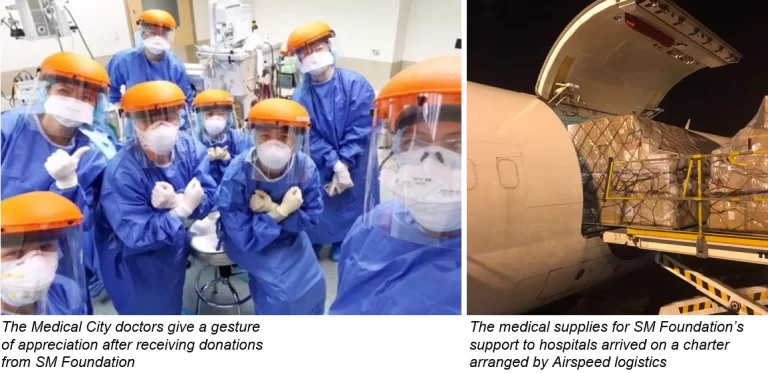 The Medical City doctors give a gesture
of appreciation after receiving donations
from SM Foundation
The medical supplies for SM Foundation's
support to hospitals arrived on a charter
arranged by Airspeed logistics